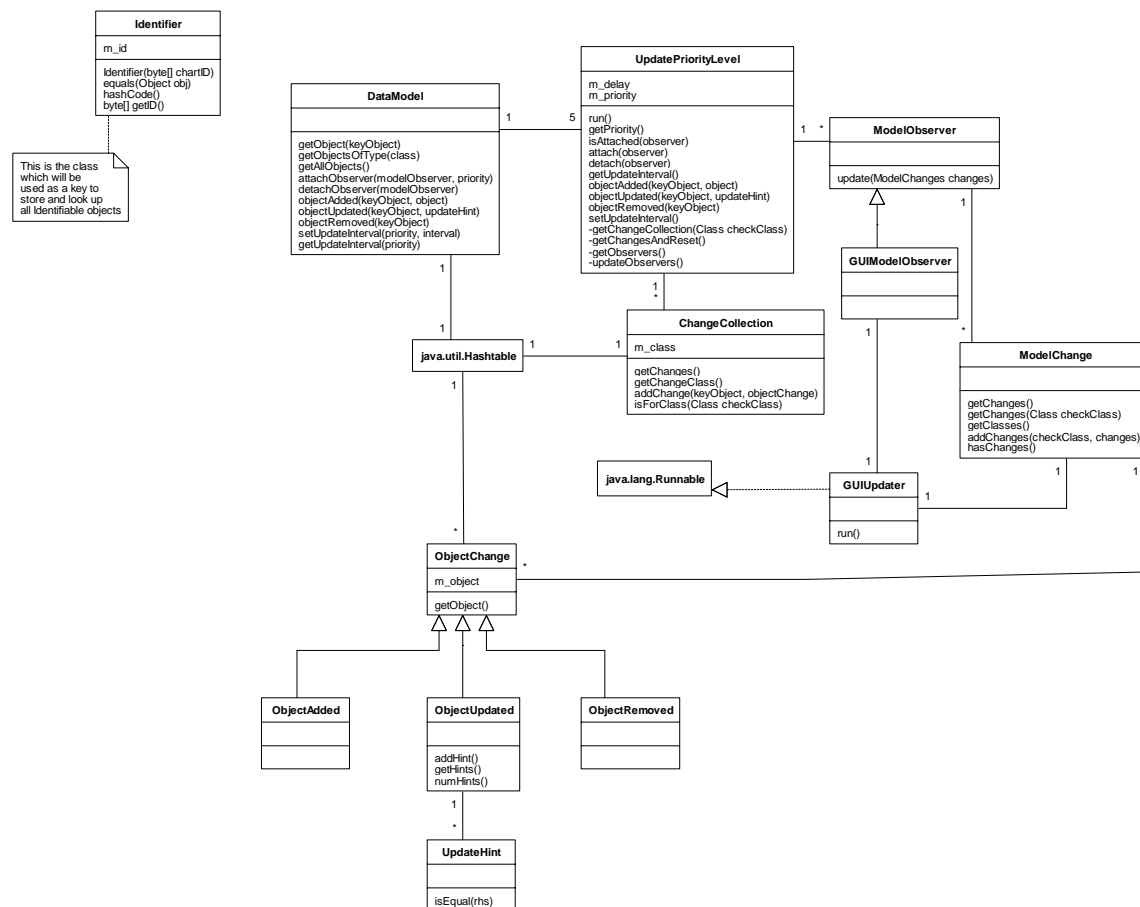 Identifier
m_id
Identifier(byte[] chartID)
equals(Object obj)
hashCode()
byte[] getID()
This is the class
which will be
used as a key to
store and look up
all Identifiable objects
DataModel
getObject(keyObject)
getObjectsOfType(class)
getAllObjects()
attachObserver(modelObserver, priority)
detachObserver(modelObserver)
objectAdded(keyObject, object)
objectUpdated(keyObject, updateHint)
objectRemoved(keyObject)
setUpdateInterval(priority, interval)
getUpdateInterval(priority)
1
5
UpdatePriorityLevel
m_delay
m_priority
run()
getPriority()
isAttached(observer)
attach(observer)
detach(observer)
getUpdateInterval()
objectAdded(keyObject, object)
objectUpdated(keyObject, updateHint)
objectRemoved(keyObject)
setUpdateInterval()
-getChangeCollection(Class checkClass)
-getChangesAndReset()
-getObservers()
-updateObservers()
1
*
ModelObserver
update(ModelChanges changes)
1
*
GUIModelObserver
1
1
1
*
ChangeCollection
m_class
getChanges()
getChangeClass()
addChange(keyObject, objectChange)
isForClass(Class checkClass)
1
1
java.util.Hashtable
1
1
1
*
ModelChange
getChanges()
getChanges(Class checkClass)
getClasses()
addChanges(checkClass, changes)
hasChanges()
1
1
java.lang.Runnable
GUIUpdater
run()
1
ObjectChange
m_object
getObject()
*
ObjectAdded
ObjectUpdated
addHint()
getHints()
numHints()
ObjectRemoved
1
*
UpdateHint
isEqual(rhs)